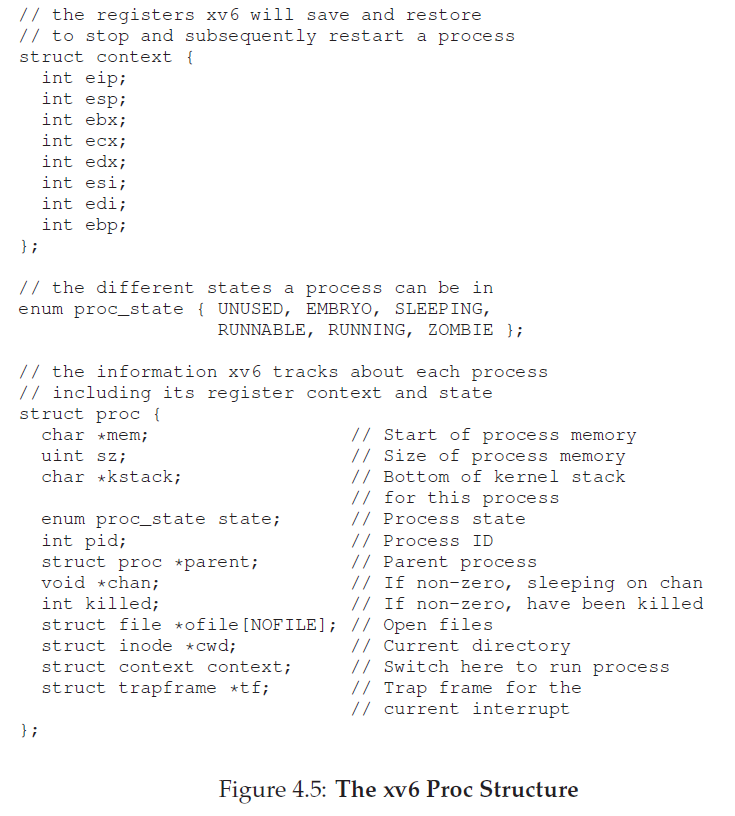 // the registers xv6 will save and restore
// to stop and subsequently restart a process
struct context {
  int eip;
  int esp;
  int ebx;
  int ecx;
  int edx;
  int esi;
  int edi;
  int ebp;
};

// the different states a process can be in
enum proc_state { UNUSED, EMBRYO, SLEEPING,
                  RUNNABLE, RUNNING, ZOMBIE };

// the information xv6 tracks about each process
// including its register context and state
struct proc {
  char *mem;                  // Start of process memory
  uint sz;                    // Size of process memory
  char *kstack;               // Bottom of kernel stack
                              // for this process
  enum proc_state state;      // Process state
  int pid;                    // Process ID
  struct proc *parent;        // Parent process
  void *chan;                 // If non-zero, sleeping on chan
  int killed;                 // If non-zero, have been killed
  struct file *ofile[NOFILE]; // Open files
  struct inode *cwd;          // Current directory
  struct context context;     // Switch here to run process
  struct trapframe *tf;       // Trap frame for the
                              // current interrupt
};

Figure 4.5: The xv6 Proc Structure